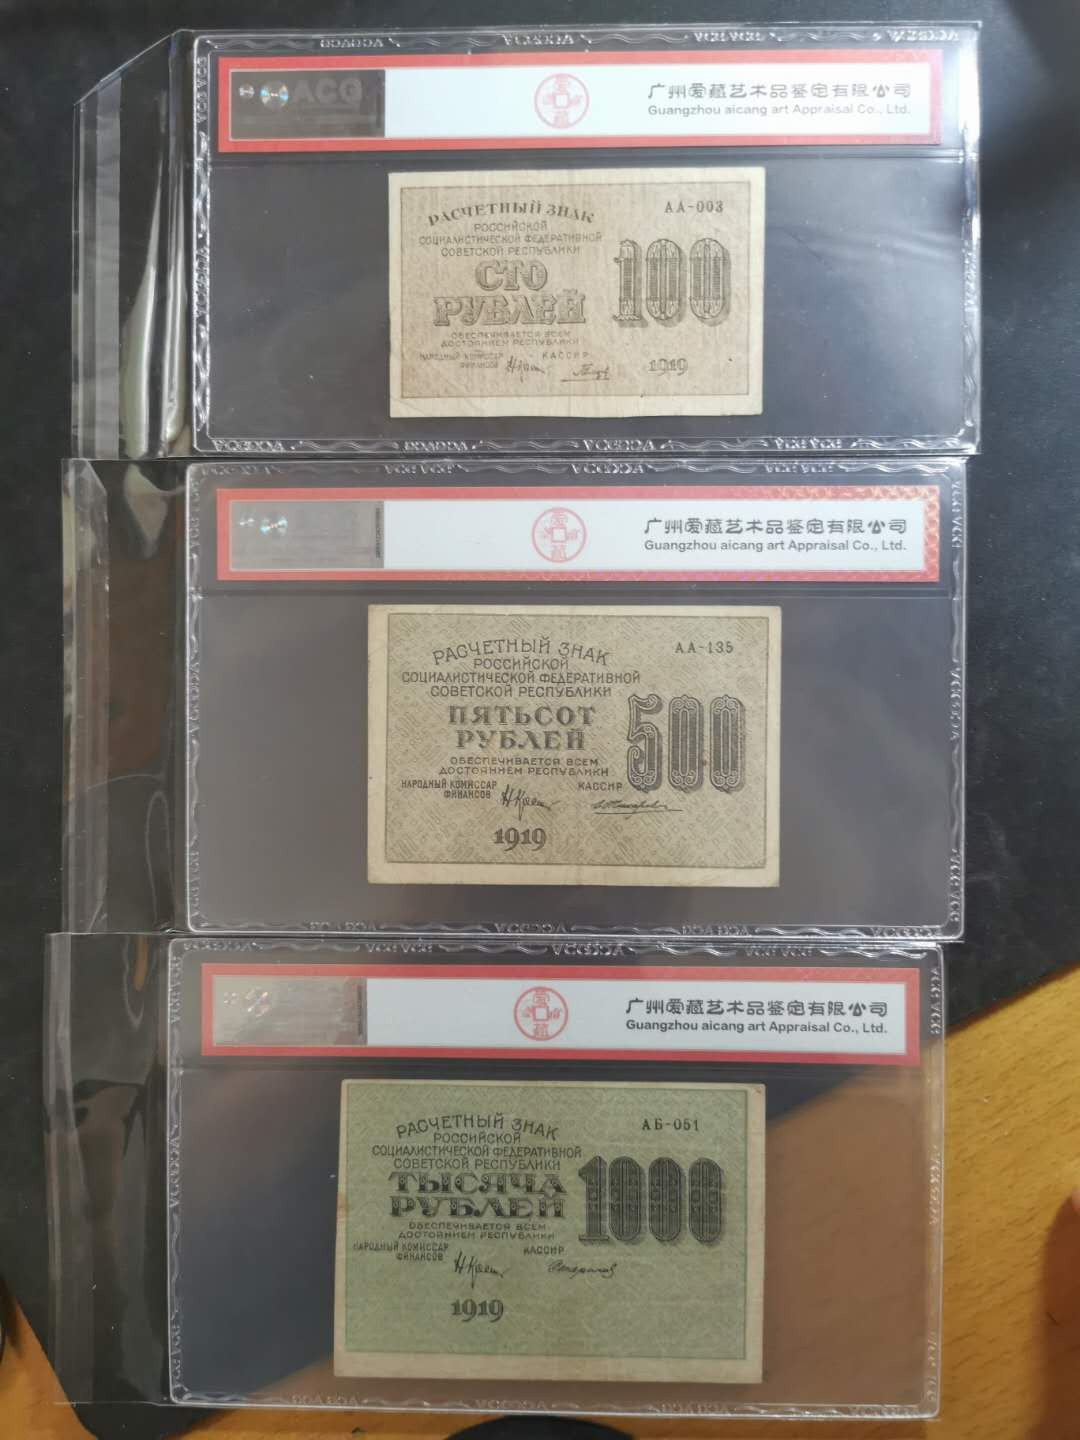 ACG
爱藏
广州爱藏艺术品鉴定有限公司
Guangzhou aicang art Appraisal Co., Ltd.
РАСЧЕТНЫЙ ЗНАК
АА-003
РОССИЙСКОЙ
СОЦИАЛИСТИЧЕСКОЙ ФЕДЕРАТИВНОЙ
СОВЕТСКОЙ РЕСПУБЛИКИ
СТО
РУБЛЕЙ
100
ОБЕСПЕЧИВАЕТСЯ ВСЕМ
ДОСТОЯНИЕМ РЕСПУБЛИКИ
НАРОДНЫЙ КОМИССАР
ФИНАНСОВ
КАССИР
1919
爱藏
广州爱藏艺术品鉴定有限公司
Guangzhou aicang art Appraisal Co., Ltd.
РАСЧЕТНЫЙ ЗНАК
АА-135
РОССИЙСКОЙ
СОЦИАЛИСТИЧЕСКОЙ ФЕДЕРАТИВНОЙ
СОВЕТСКОЙ РЕСПУБЛИКИ
ПЯТЬСОТ
РУБЛЕЙ
500
ОБЕСПЕЧИВАЕТСЯ ВСЕМ
ДОСТОЯНИЕМ РЕСПУБЛИКИ
НАРОДНЫЙ КОМИССАР
ФИНАНСОВ
КАССИР
1919
爱藏
广州爱藏艺术品鉴定有限公司
Guangzhou aicang art Appraisal Co., Ltd.
РАСЧЕТНЫЙ ЗНАК
АБ-051
РОССИЙСКОЙ
СОЦИАЛИСТИЧЕСКОЙ ФЕДЕРАТИВНОЙ
СОВЕТСКОЙ РЕСПУБЛИКИ
ТЫСЯЧА
РУБЛЕЙ
1000
ОБЕСПЕЧИВАЕТСЯ ВСЕМ
ДОСТОЯНИЕМ РЕСПУБЛИКИ
НАРОДНЫЙ КОМИССАР
ФИНАНСОВ
КАССИР
1919